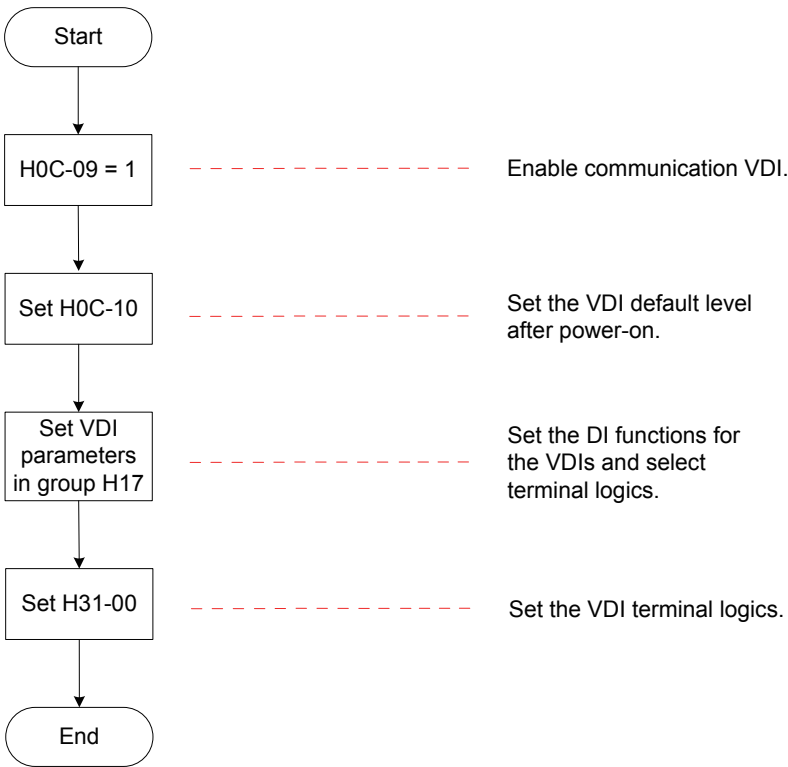 Start
H0C-09 = 1
Enable communication VDI.
Set H0C-10
Set the VDI default level
after power-on.
Set VDI
parameters
in group H17
Set the DI functions for
the VDIs and select
terminal logics.
Set H31-00
Set the VDI terminal logics.
End